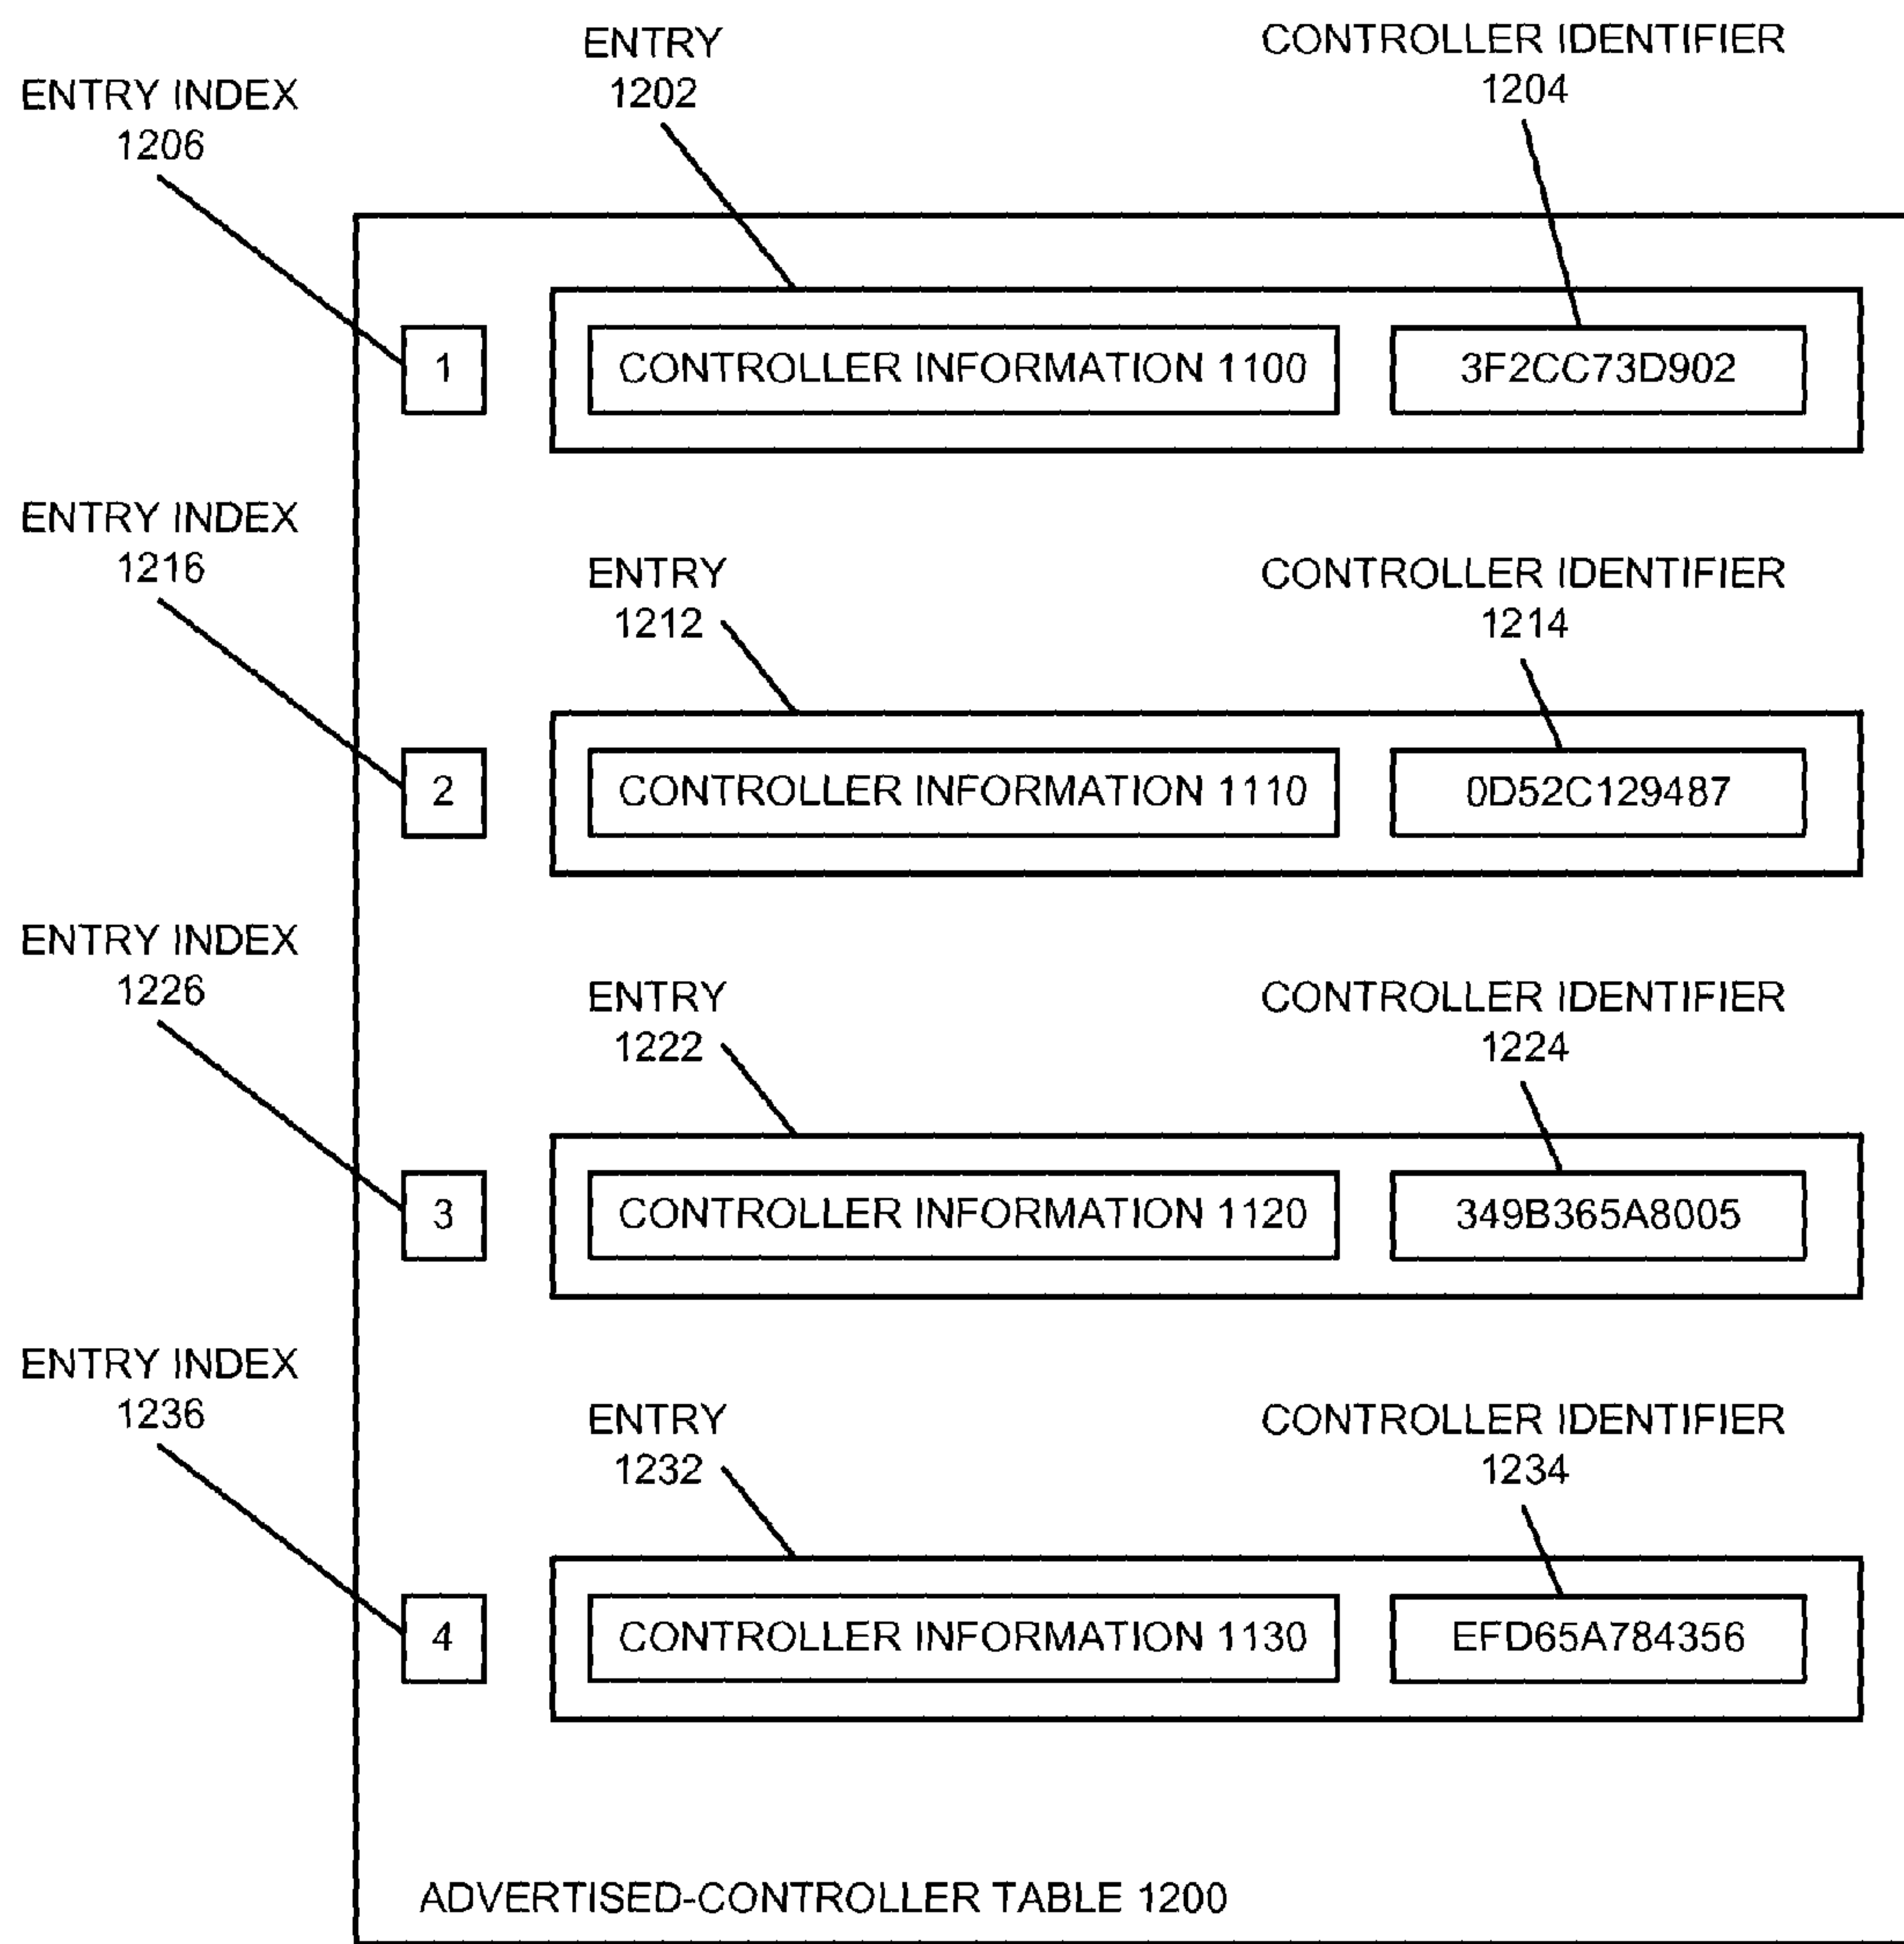 ENTRY
1202
CONTROLLER IDENTIFIER
1204
ENTRY INDEX
1206
1
CONTROLLER INFORMATION 1100
3F2CC73D902
ENTRY INDEX
1216
ENTRY
1212
CONTROLLER IDENTIFIER
1214
2
CONTROLLER INFORMATION 1110
0D52C129487
ENTRY INDEX
1226
ENTRY
1222
CONTROLLER IDENTIFIER
1224
3
CONTROLLER INFORMATION 1120
349B365A8005
ENTRY INDEX
1236
ENTRY
1232
CONTROLLER IDENTIFIER
1234
4
CONTROLLER INFORMATION 1130
EFD65A784356
ADVERTISED-CONTROLLER TABLE 1200